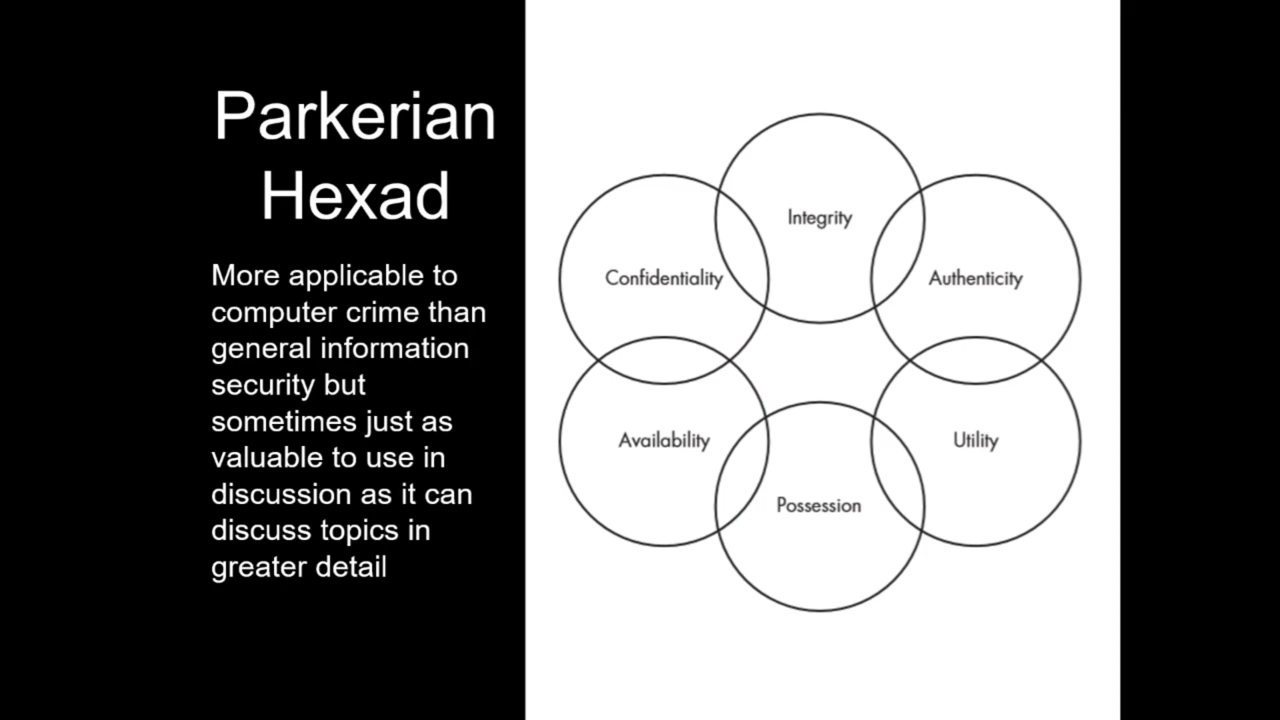 Parkerian
Hexad
More applicable to
computer crime than
general information
security but
sometimes just as
valuable to use in
discussion as it can
discuss topics in
greater detail
Integrity
Confidentiality
Authenticity
Availability
Utility
Possession